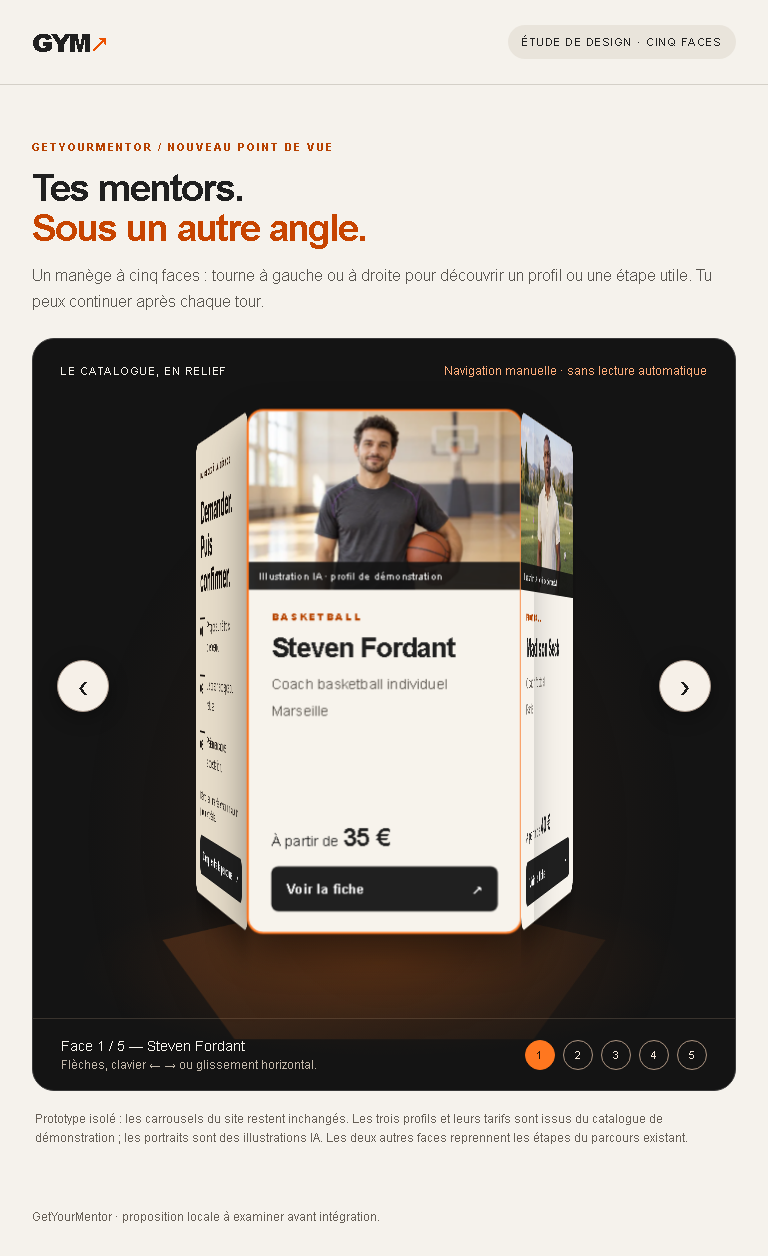 GYM↗
ÉTUDE DE DESIGN · CINQ FACES
GETYOURMENTOR / NOUVEAU POINT DE VUE
Tes mentors.
Sous un autre angle.
Un manège à cinq faces : tourne à gauche ou à droite pour découvrir un profil ou une étape utile. Tu
peux continuer après chaque tour.
LE CATALOGUE, EN RELIEF
Navigation manuelle · sans lecture automatique
Demander.
Puis
confirmer.
Illustration IA · profil de démonstration
BASKETBALL
Steven Fordant
Coach basketball individuel
Marseille
À partir de 35 €
Voir la fiche ↗
‹
›
Face 1 / 5 — Steven Fordant
Flèches, clavier ← → ou glissement horizontal.
1
2
3
4
5
Prototype isolé : les carrousels du site restent inchangés. Les trois profils et leurs tarifs sont issus du catalogue de
démonstration ; les portraits sont des illustrations IA. Les deux autres faces reprennent les étapes du parcours existant.
GetYourMentor · proposition locale à examiner avant intégration.